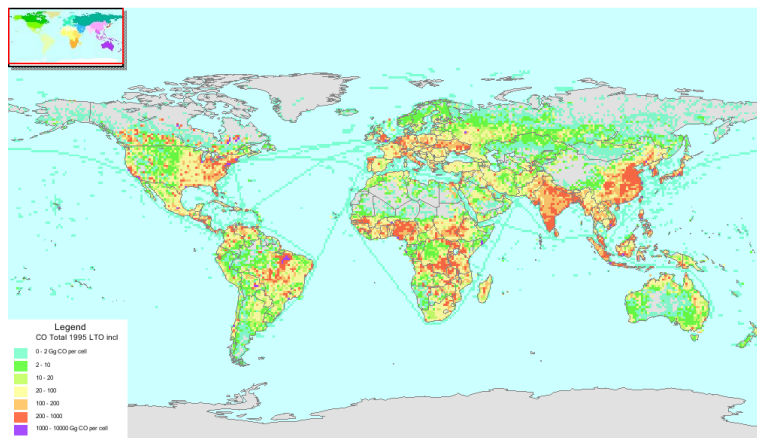 Legend
CO Total 1995 LTO incl
0 - 2 Gg CO per cell
2 - 10
10 - 20
20 - 100
100 - 200
200 - 1000
1000 - 10000 Gg CO per cell